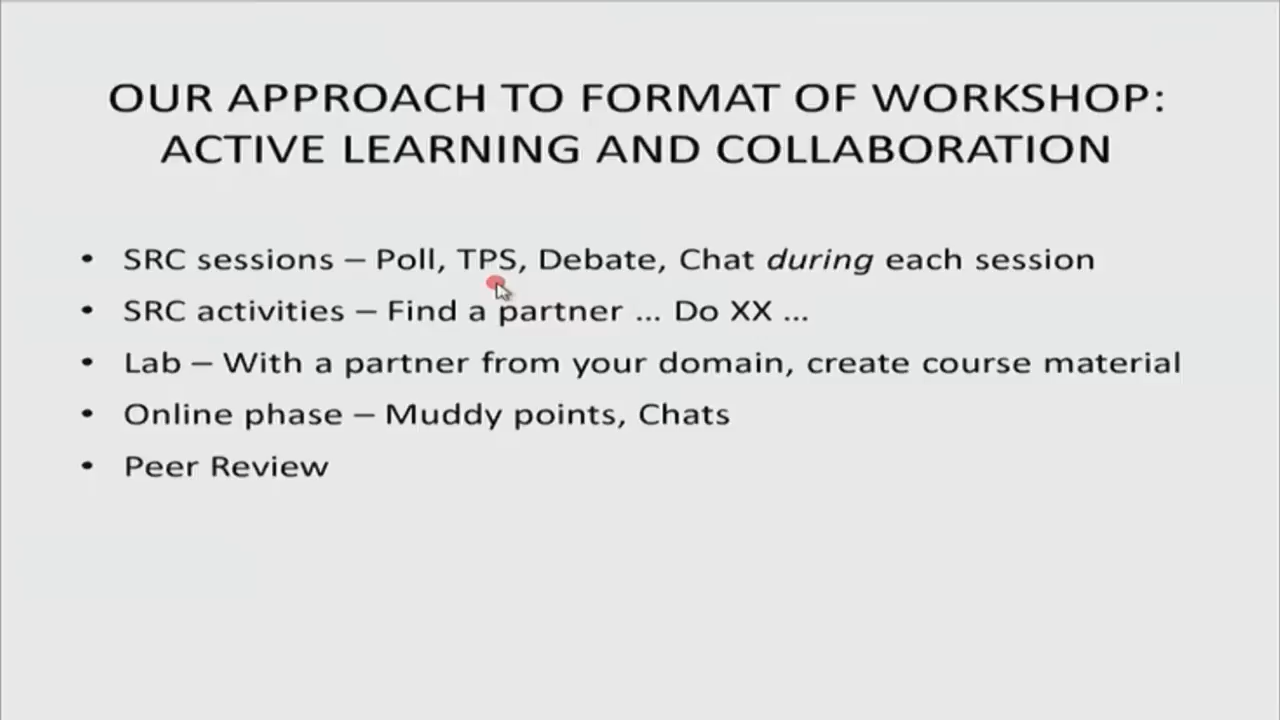 OUR APPROACH TO FORMAT OF WORKSHOP:
ACTIVE LEARNING AND COLLABORATION
• SRC sessions – Poll, TPS, Debate, Chat during each session
• SRC activities – Find a partner ... Do XX ...
• Lab – With a partner from your domain, create course material
• Online phase – Muddy points, Chats
• Peer Review